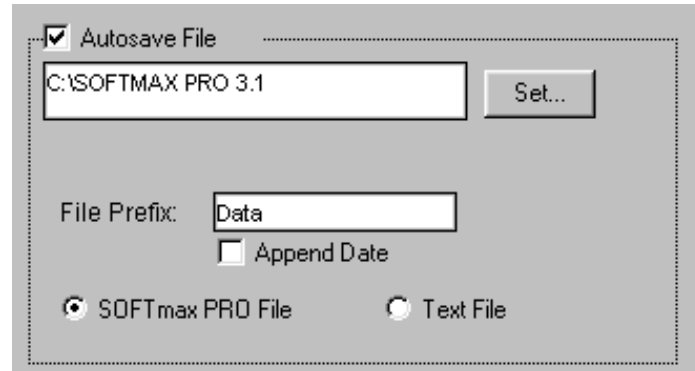 Autosave File
C:\SOFTMAX PRO 3.1
Set...
File Prefix:
Data
Append Date
SOFTmax PRO File
Text File